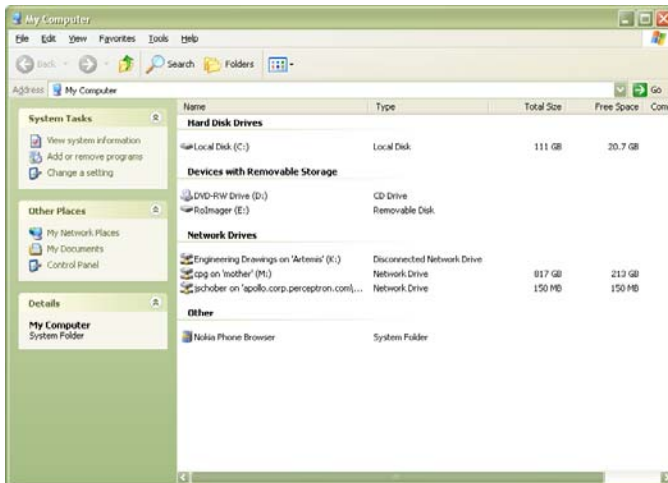 My Computer
File Edit View Favorites Tools Help
Back Search Folders
Address My Computer Go
Name Type Total Size Free Space Com
System Tasks
View system information
Add or remove programs
Change a setting
Other Places
My Network Places
My Documents
Control Panel
Details
My Computer
System Folder
Hard Disk Drives
Local Disk (C:) Local Disk 111 GB 20.7 GB
Devices with Removable Storage
DVD-RW Drive (D:) CD Drive
RoImager (E:) Removable Disk
Network Drives
Engineering Drawings on 'Artemis' (K:) Disconnected Network Drive
cpg on 'mother' (M:) Network Drive 817 GB 213 GB
jschober on 'apollo.corp.perceptron.com\,... Network Drive 150 MB 150 MB
Other
Nokia Phone Browser System Folder